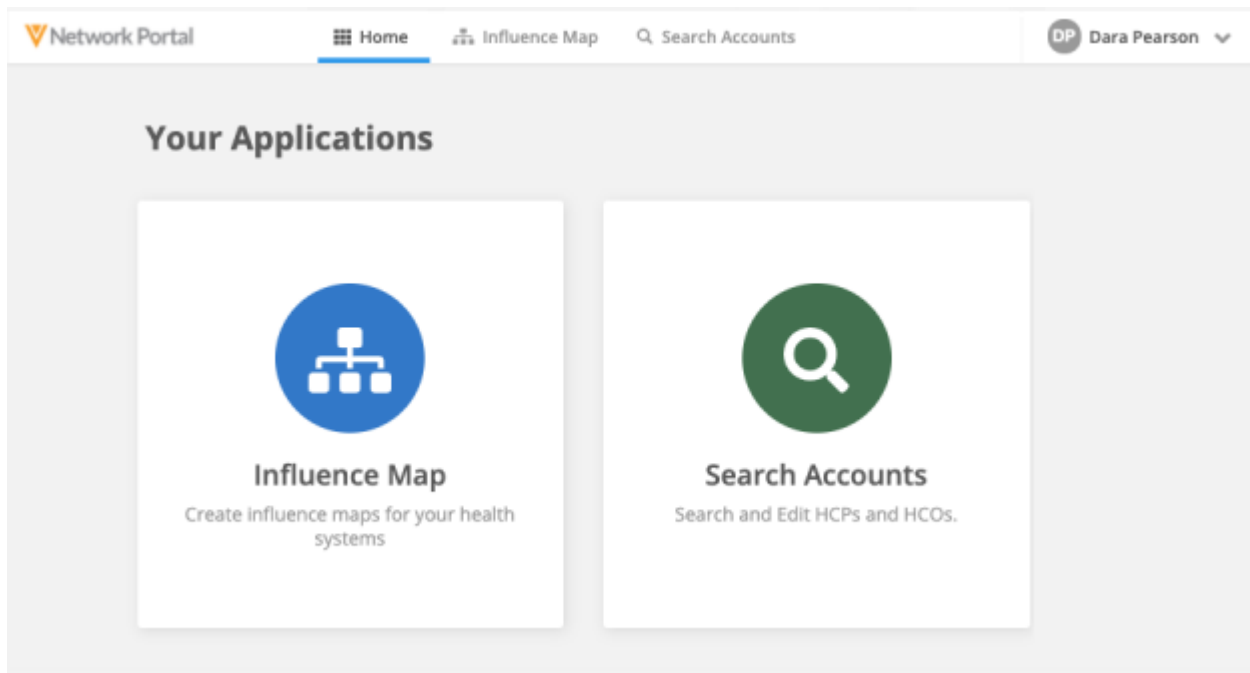 Network Portal
Home
Influence Map
Search Accounts
DP
Dara Pearson
Your Applications
Influence Map
Create influence maps for your health
systems
Search Accounts
Search and Edit HCPs and HCOs.